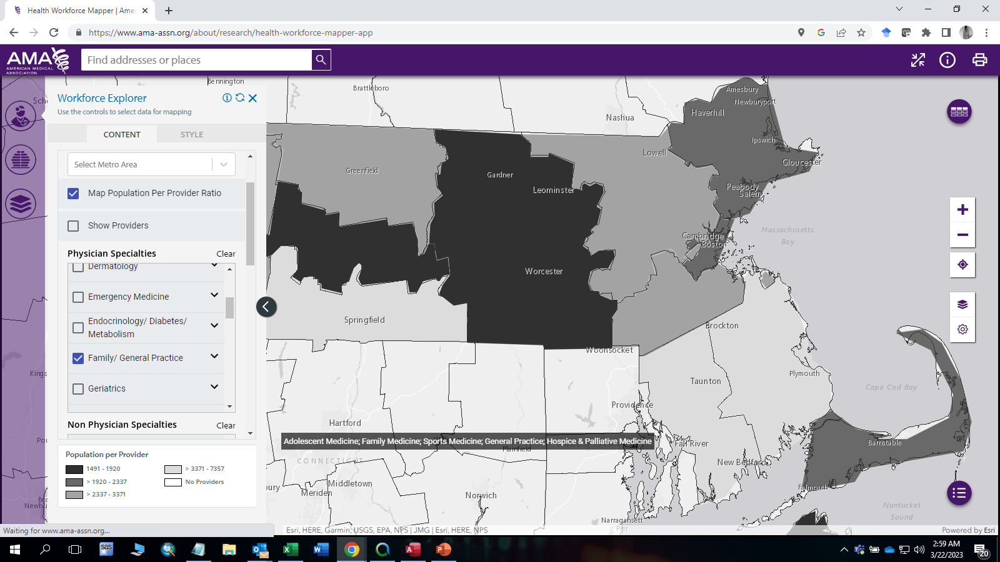 Health Workforce Mapper | Amer
https://www.ama-assn.org/about/research/health-workforce-mapper-app
AMA
AMERICAN MEDICAL
ASSOCIATION
Find addresses or places
Workforce Explorer
Use the controls to select data for mapping
CONTENT
STYLE
Select Metro Area
Map Population Per Provider Ratio
Show Providers
Physician Specialties
Clear
Dermatology
Emergency Medicine
Endocrinology/ Diabetes/
Metabolism
Family/ General Practice
Geriatrics
Non Physician Specialties
Clear
Population per Provider
1491 - 1920
> 1920 - 2337
> 2337 - 3371
> 3371 - 7357
No Providers
Bennington
Brattleboro
Nashua
Amesbury
Newburyport
Haverhill
Ipswich
Lowell
Gloucester
Greenfield
Gardner
Leominster
Peabody
Salem
Massachusetts
Bay
Cambridge
Boston
Worcester
Springfield
Brockton
Woonsocket
Taunton
Plymouth
Cape Cod Bay
Providence
Hartford
Adolescent Medicine; Family Medicine; Sports Medicine; General Practice; Hospice & Palliative Medicine
Plainfield
Fall River
Barnstable
CONNECTICUT
New Bedford
Middletown
Meriden
Falmouth
Norwich
Nantucket
Sound
Narragansett
Pier
Sche
Kings
Pou
Bea
Newbu
bury
Waiting for www.ama-assn.org...
Esri, HERE, Garmin, USGS, EPA, NPS | JMG | Esri, HERE, NPS
Powered by Esri
sas
2:59 AM
3/22/2023
20